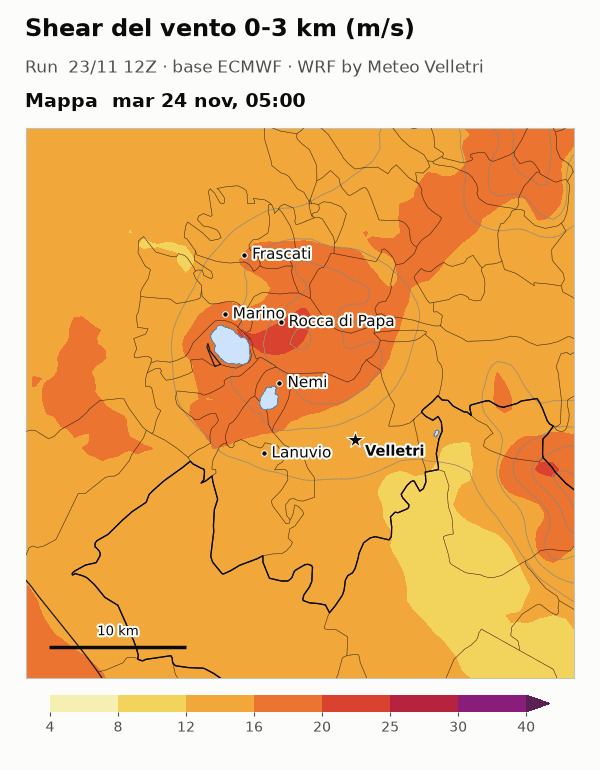 Shear del vento 0-3 km (m/s)
Run  23/11 12Z · base ECMWF · WRF by Meteo Velletri
Mappa  mar 24 nov, 05:00
Frascati
Marino
Rocca di Papa
Nemi
Velletri
Lanuvio
10 km
4 8 12 16 20 25 30 40